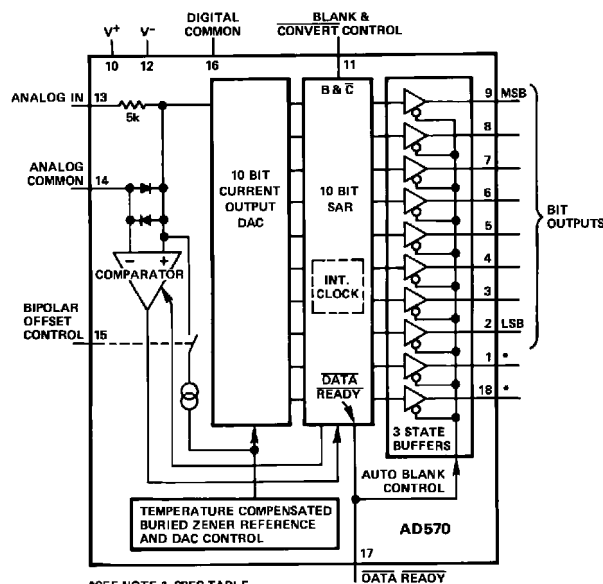 DIGITAL COMMON
BLANK & CONVERT CONTROL
V+
V−
10
12
16
11
ANALOG IN
13
5k
B & C
9
MSB
8
ANALOG COMMON
14
7
10 BIT CURRENT OUTPUT DAC
10 BIT SAR
6
BIT OUTPUTS
5
−
+
COMPARATOR
4
INT. CLOCK
3
BIPOLAR OFFSET CONTROL
15
2
LSB
1
*
DATA READY
18
*
3 STATE BUFFERS
AUTO BLANK CONTROL
TEMPERATURE COMPENSATED
BURIED ZENER REFERENCE
AND DAC CONTROL
AD570
17
DATA READY